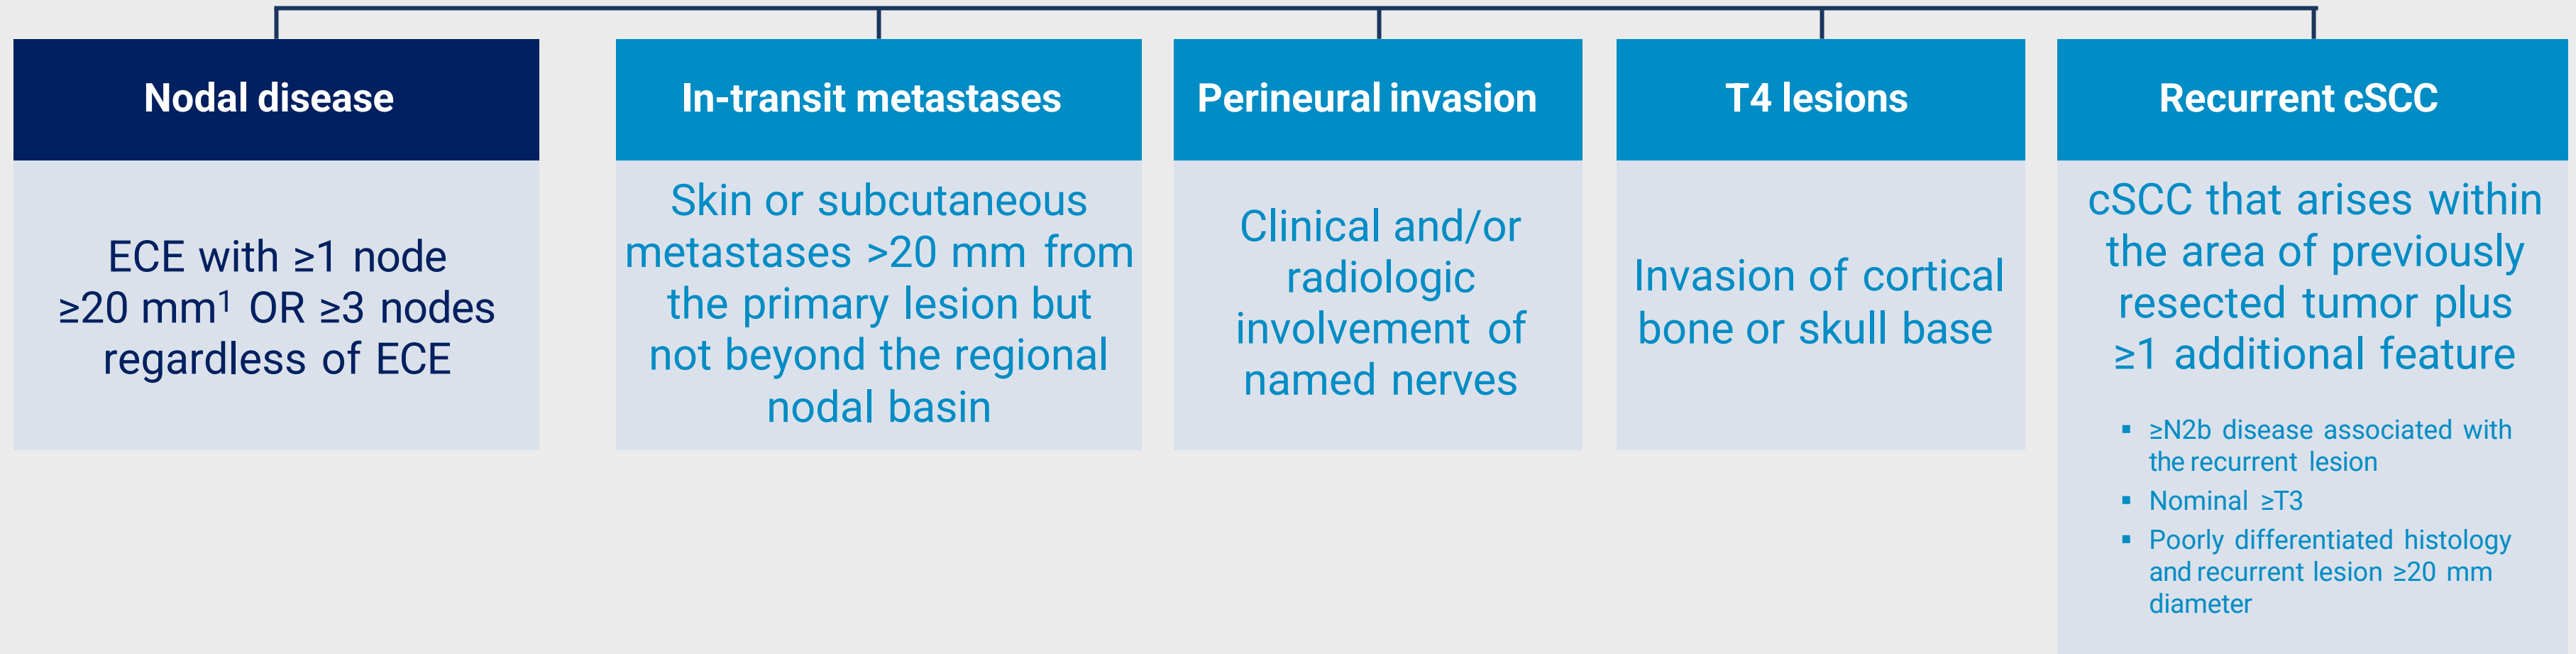 Nodal disease
ECE with ≥1 node
≥20 mm¹ OR ≥3 nodes
regardless of ECE
In-transit metastases
Skin or subcutaneous
metastases >20 mm from
the primary lesion but
not beyond the regional
nodal basin
Perineural invasion
Clinical and/or
radiologic
involvement of
named nerves
T4 lesions
Invasion of cortical
bone or skull base
Recurrent cSCC
cSCC that arises within
the area of previously
resected tumor plus
≥1 additional feature
▪ ≥N2b disease associated with
the recurrent lesion
▪ Nominal ≥T3
▪ Poorly differentiated histology
and recurrent lesion ≥20 mm
diameter